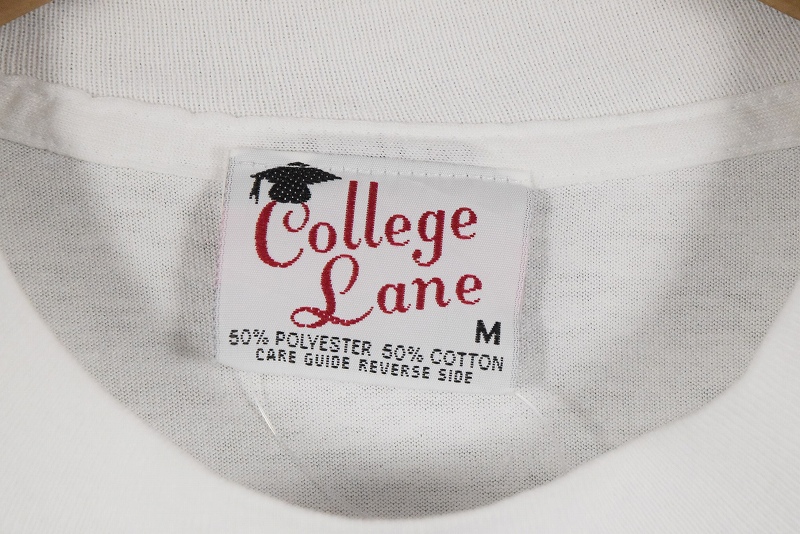 College
Lane
M
50% POLYESTER 50% COTTON
CARE GUIDE REVERSE SIDE